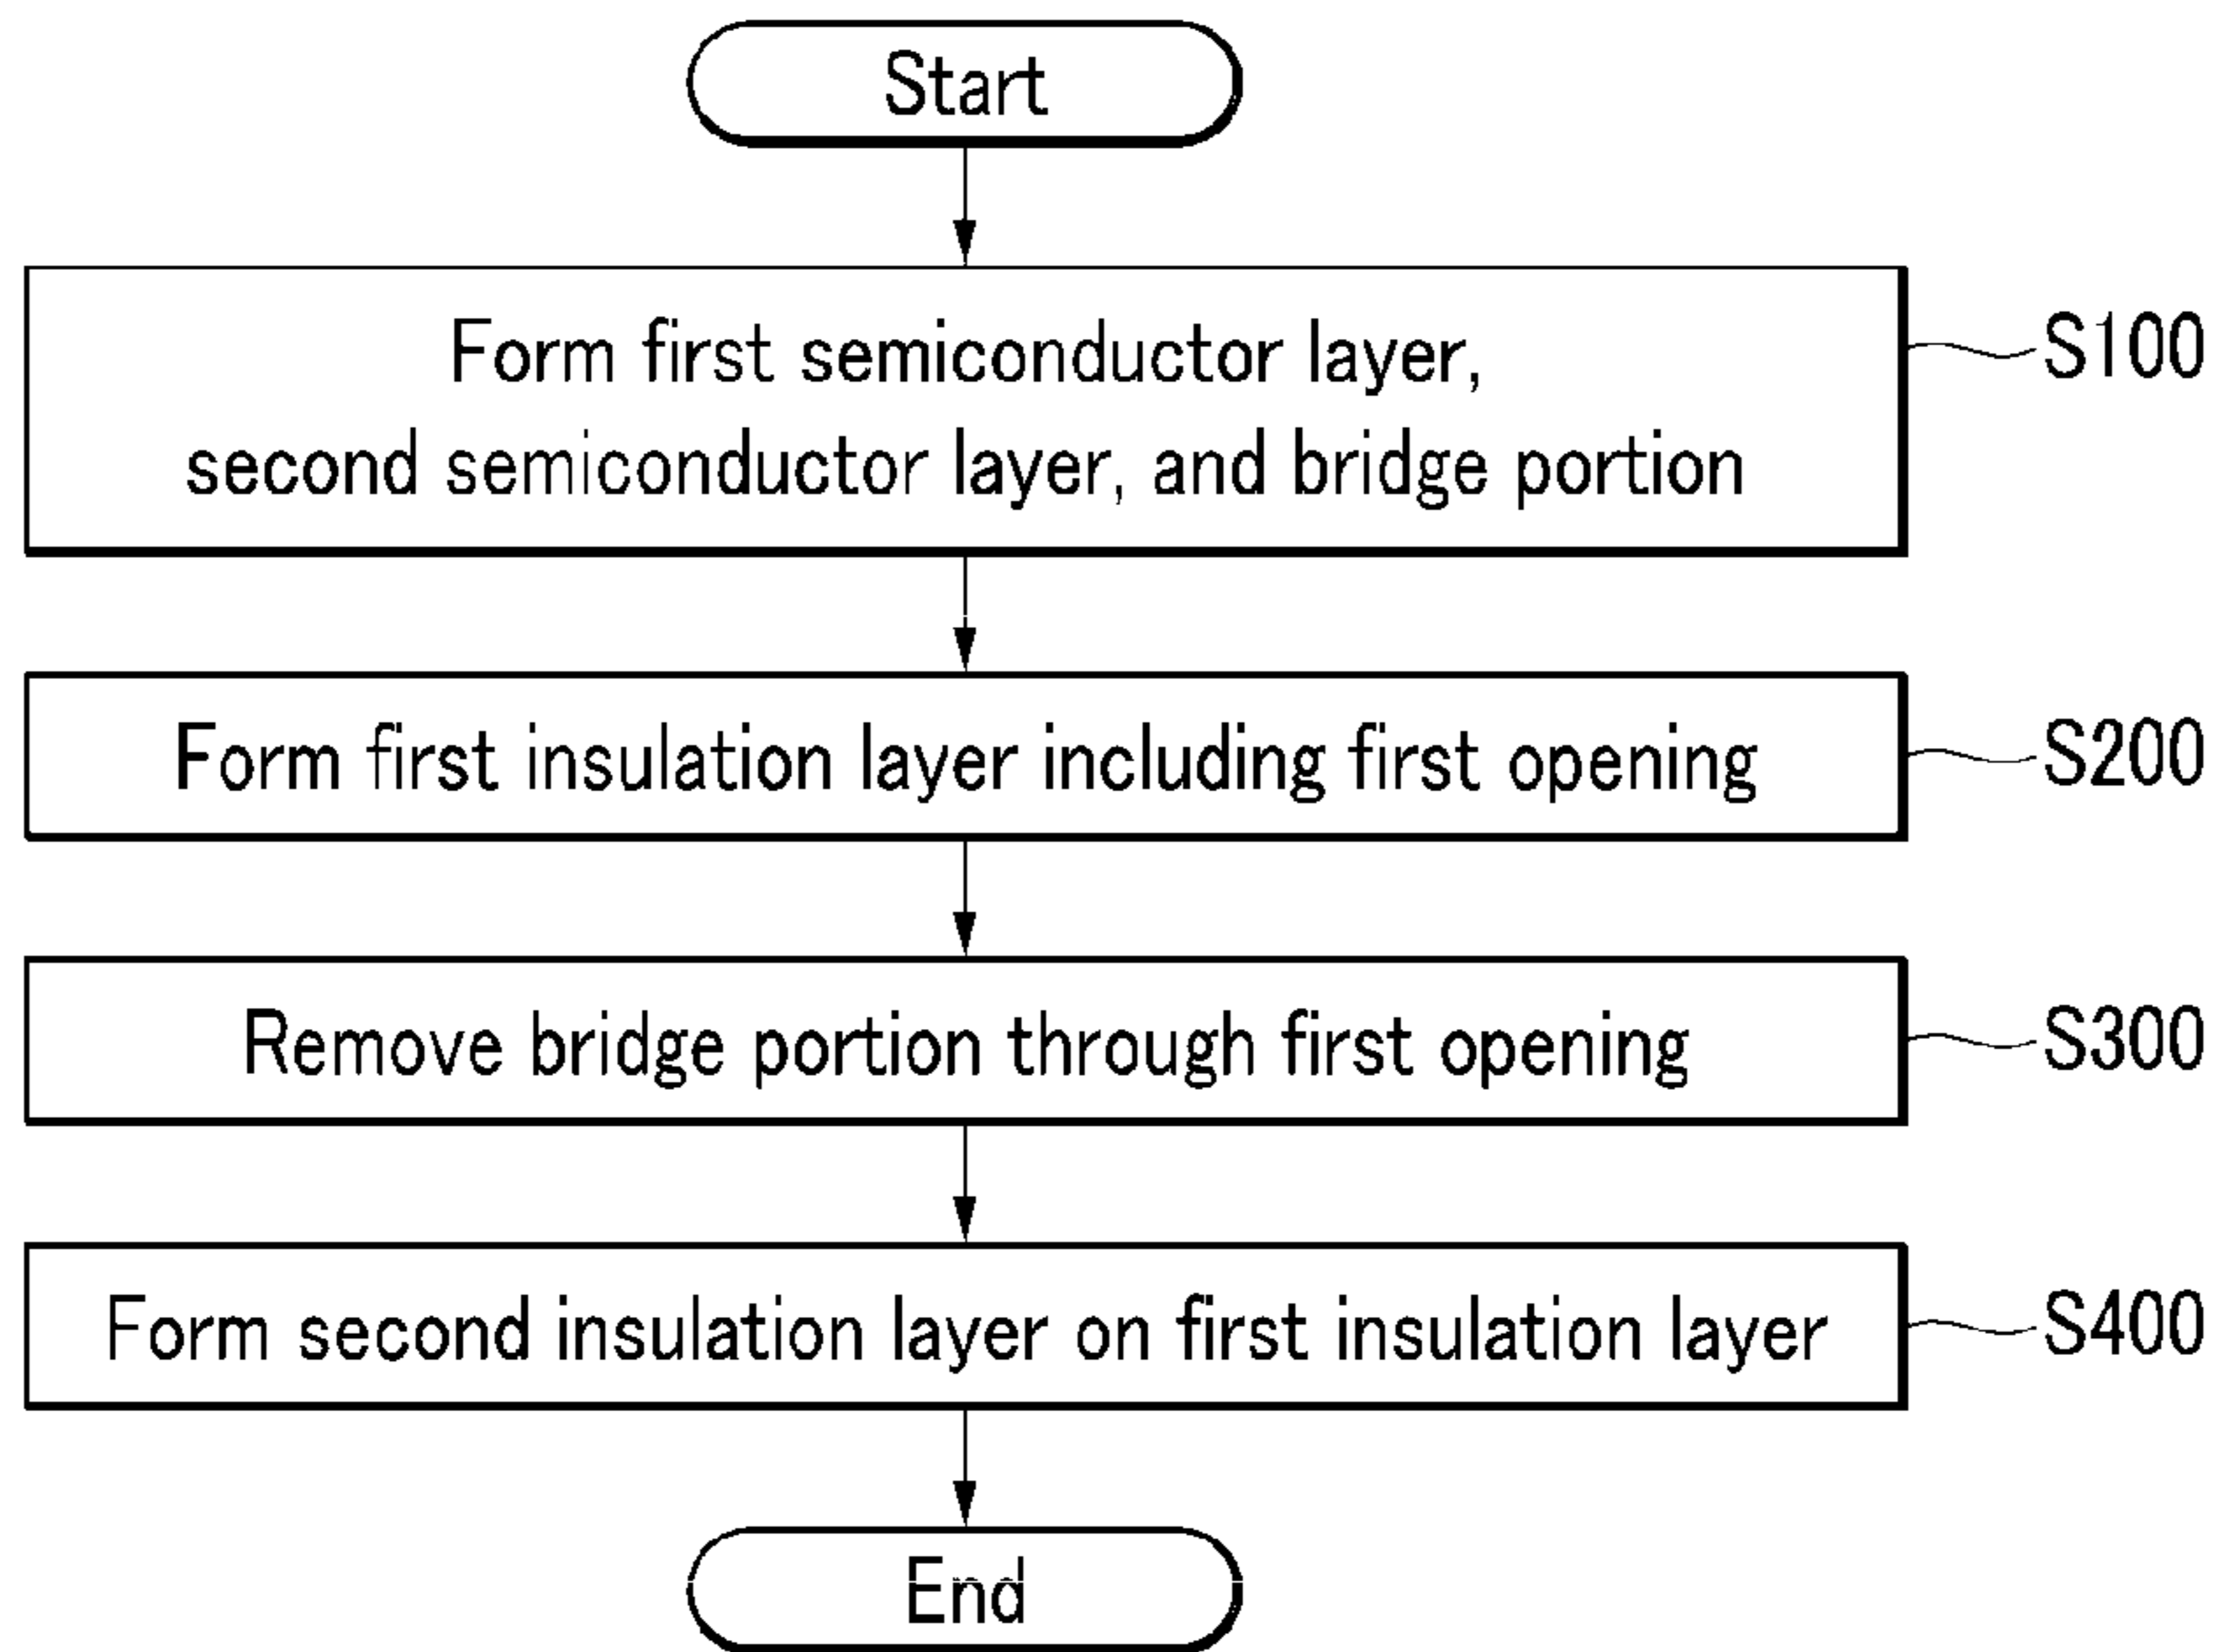 Start
Form first semiconductor layer,
second semiconductor layer, and bridge portion
S100
Form first insulation layer including first opening
S200
Remove bridge portion through first opening
S300
Form second insulation layer on first insulation layer
S400
End